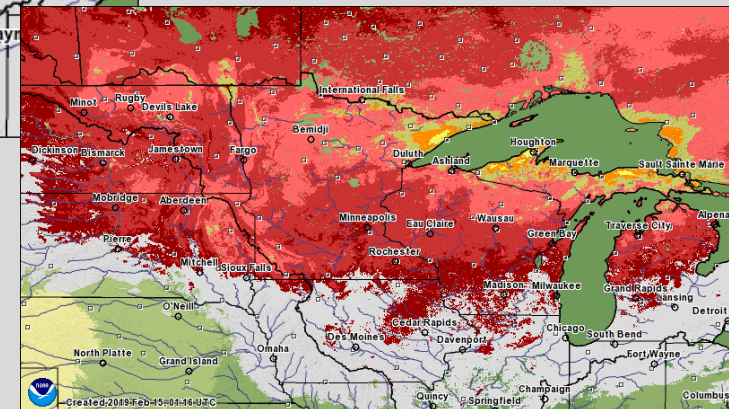 International Falls
Minot
Rugby
Devils Lake
Bemidji
Dickinson
Bismarck
Jamestown
Fargo
Duluth
Ashland
Houghton
Marquette
Sault Sainte Marie
Mobridge
Aberdeen
Minneapolis
Eau Claire
Wausau
Alpena
Traverse City
Green Bay
Pierre
Rochester
Mitchell
Sioux Falls
Madison
Milwaukee
Grand Rapids
Lansing
O'Neill
Detroit
Cedar Rapids
Chicago
South Bend
Des Moines
Davenport
Omaha
North Platte
Grand Island
Fort Wayne
Champaign
Quincy
Springfield
Columbus
NOAA
Created 2019 Feb 15, 01:16 UTC